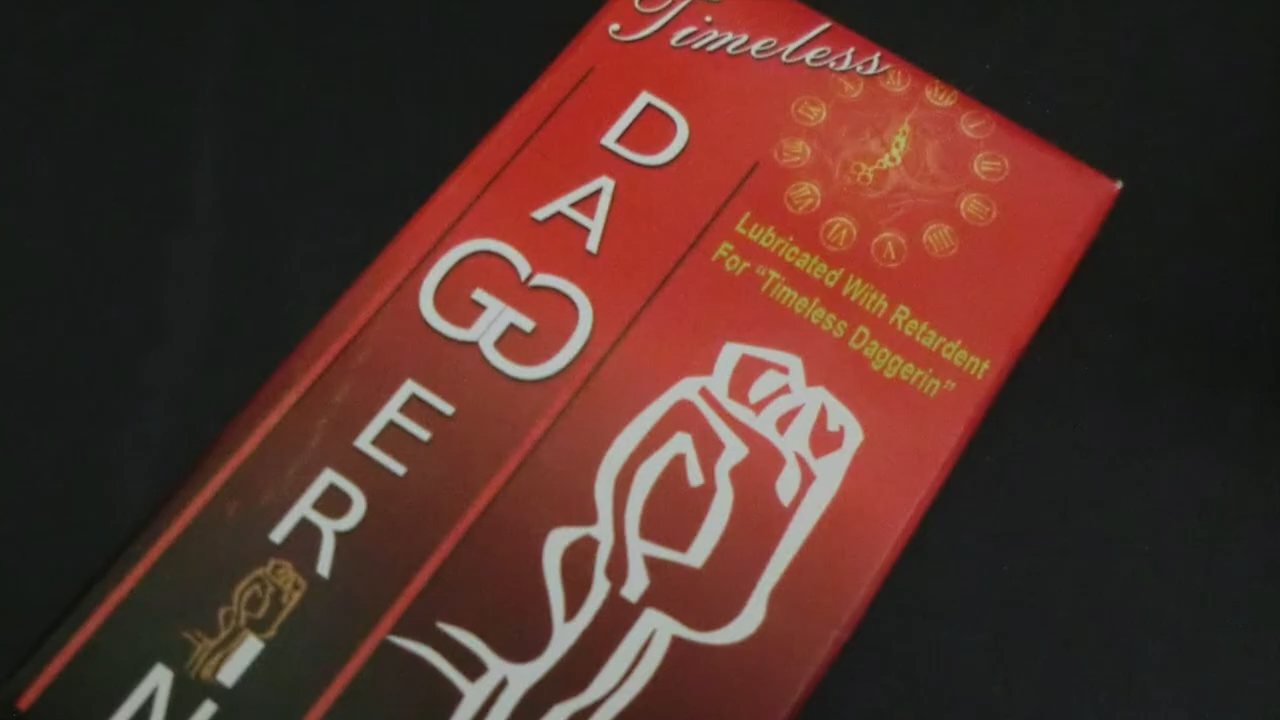 Timeless
DAGGERIN
Lubricated With Retardent
For “Timeless Daggerin”